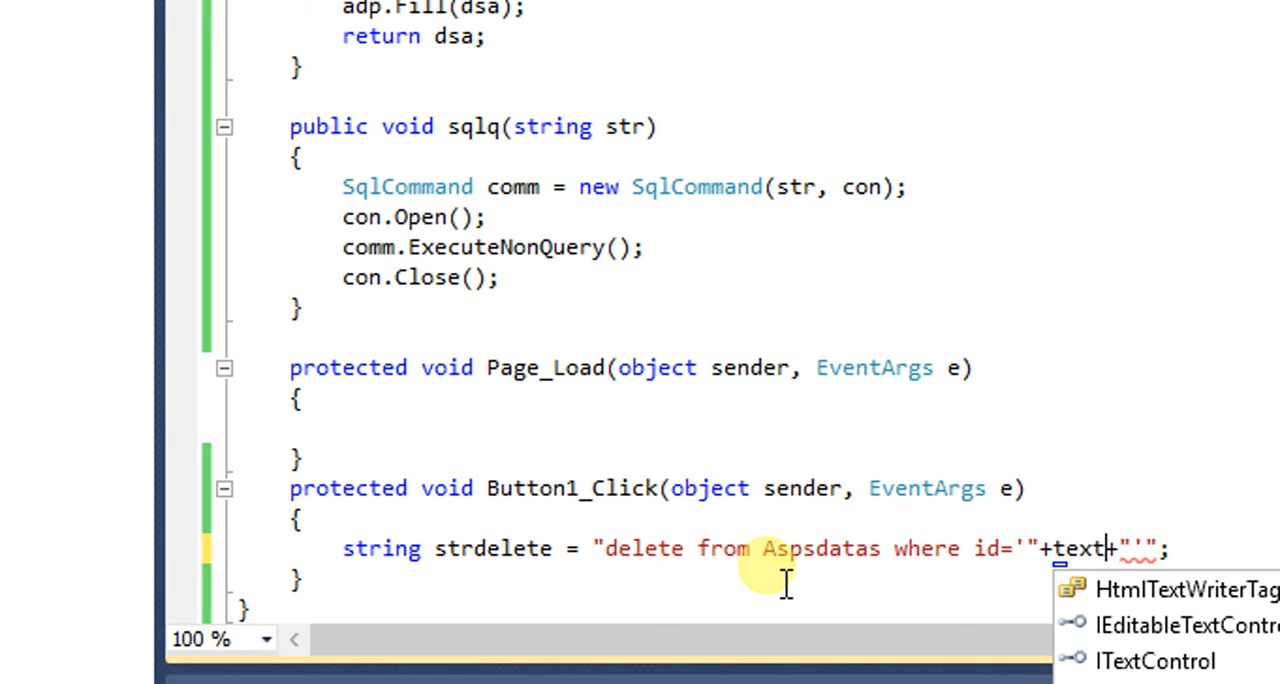 adp.Fill(dsa);
return dsa;
}
public void sqlq(string str)
{
SqlCommand comm = new SqlCommand(str, con);
con.Open();
comm.ExecuteNonQuery();
con.Close();
}
protected void Page_Load(object sender, EventArgs e)
{
}
protected void Button1_Click(object sender, EventArgs e)
{
string strdelete = "delete from Aspsdatas where id='"+text+"'";
}
}
HtmlTextWriterTag
IEditableTextContro
ITextControl
100 %